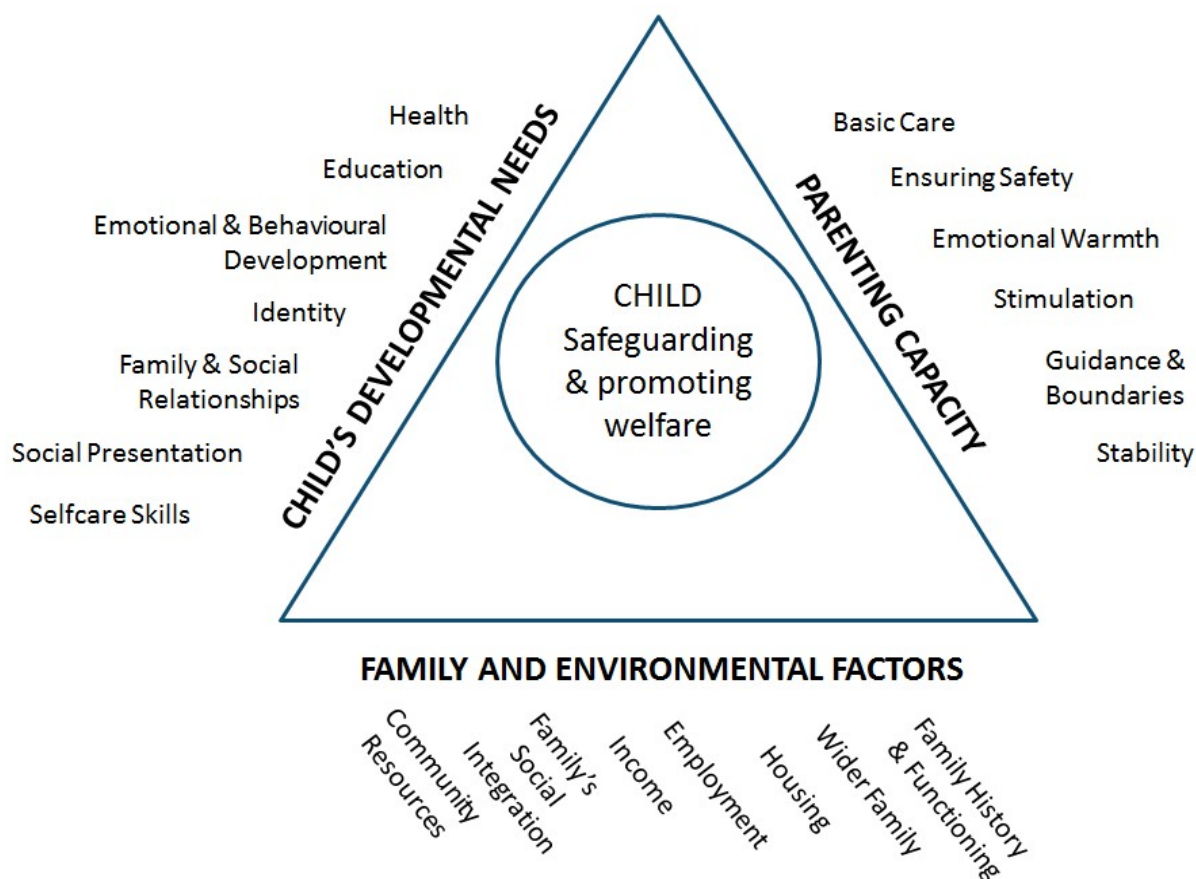 Health
Education
Emotional & Behavioural
Development
Identity
Family & Social
Relationships
Social Presentation
Selfcare Skills
CHILD'S DEVELOPMENTAL NEEDS
CHILD
Safeguarding
& promoting
welfare
PARENTING CAPACITY
Basic Care
Ensuring Safety
Emotional Warmth
Stimulation
Guidance &
Boundaries
Stability
FAMILY AND ENVIRONMENTAL FACTORS
Community
Resources
Family's
Social
Integration
Income
Employment
Housing
Wider Family
Family History
& Functioning